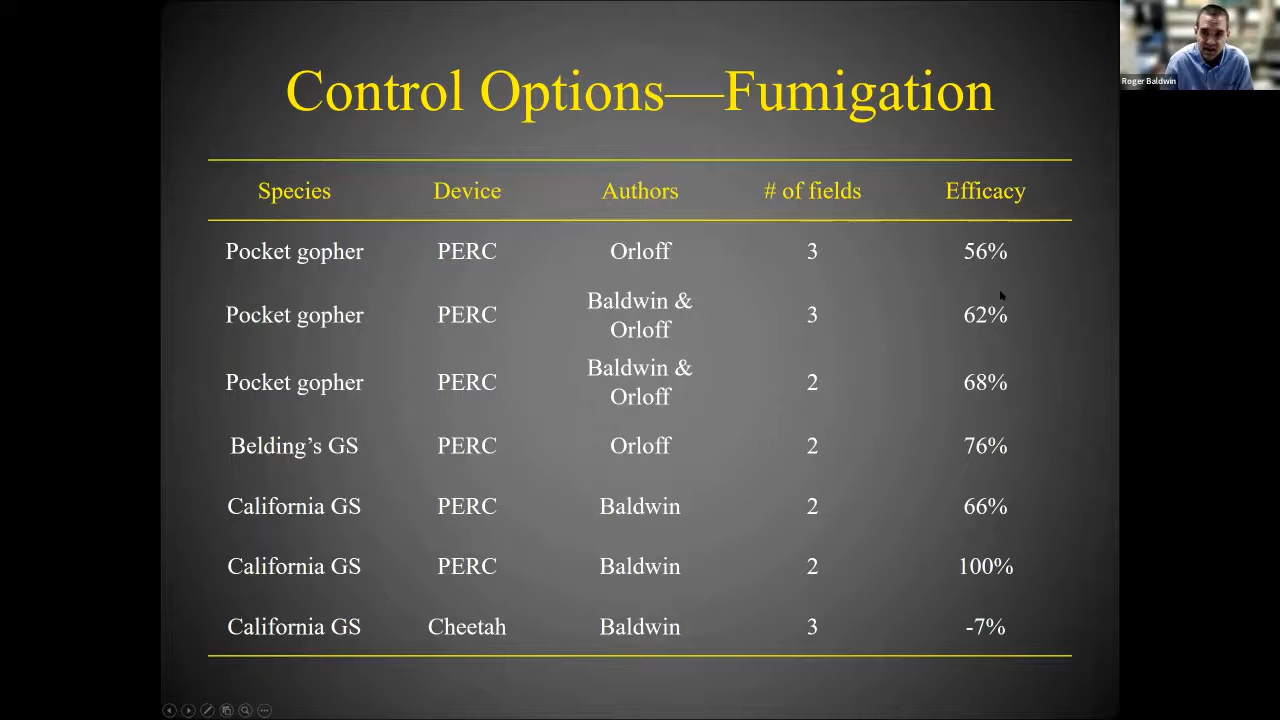 Control Options—Fumigation
Roger Baldwin
Species Device Authors # of fields Efficacy
Pocket gopher PERC Orloff 3 56%
Pocket gopher PERC Baldwin & Orloff 3 62%
Pocket gopher PERC Baldwin & Orloff 2 68%
Belding’s GS PERC Orloff 2 76%
California GS PERC Baldwin 2 66%
California GS PERC Baldwin 2 100%
California GS Cheetah Baldwin 3 -7%